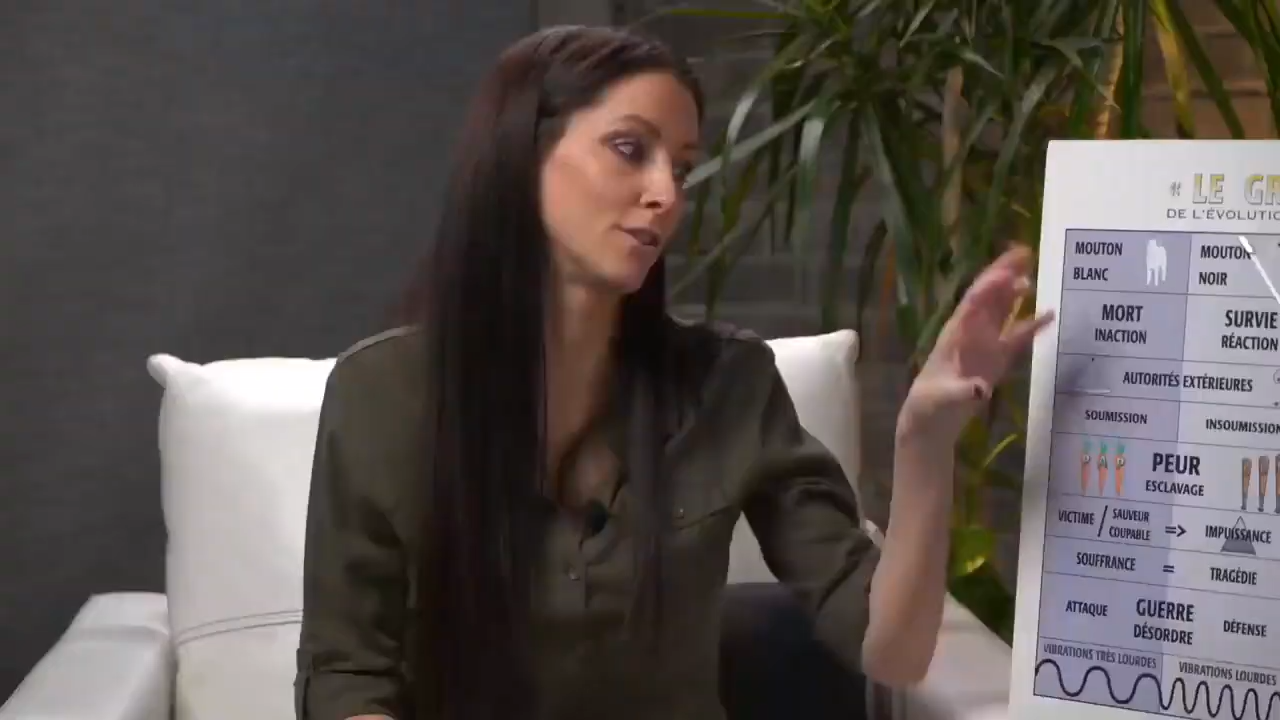 « LE GR
DE L'ÉVOLUTIO
MOUTON
BLANC
MOUTON
NOIR
MORT
INACTION
SURVIE
RÉACTION
AUTORITÉS EXTÉRIEURES
SOUMISSION
INSOUMISSION
PAP
PEUR
ESCLAVAGE
VICTIME / SAUVEUR
COUPABLE
=> IMPUISSANCE
SOUFFRANCE = TRAGÉDIE
ATTAQUE
GUERRE
DÉSORDRE
DÉFENSE
VIBRATIONS TRÈS LOURDES
VIBRATIONS LOURDES